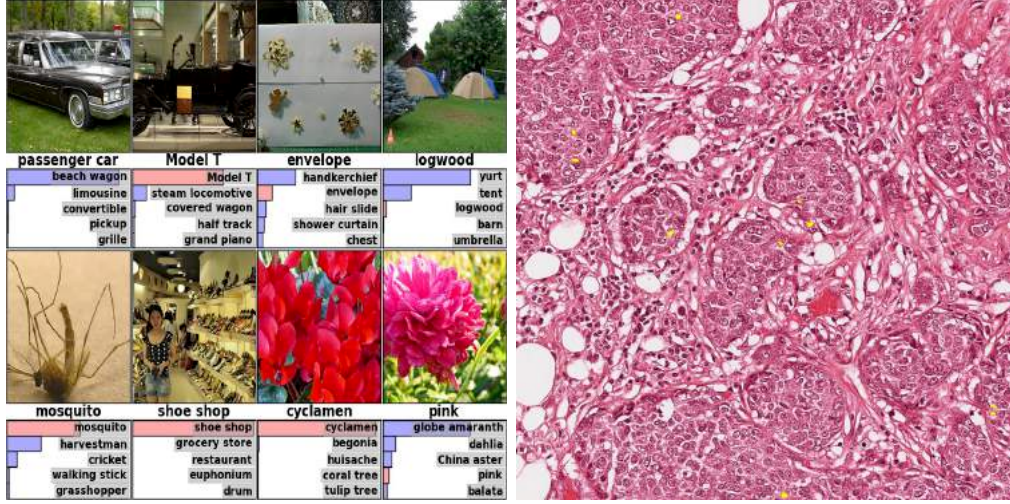 passenger car
Model T
envelope
logwood
beach wagon
limousine
convertible
pickup
grille
Model T
steam locomotive
covered wagon
half track
grand piano
handkerchief
envelope
hair slide
shower curtain
chest
yurt
tent
logwood
barn
umbrella
mosquito
shoe shop
cyclamen
pink
mosquito
harvestman
cricket
walking stick
grasshopper
shoe shop
grocery store
restaurant
euphonium
drum
cyclamen
begonia
huisache
coral tree
tulip tree
globe amaranth
dahlia
China aster
pink
balata